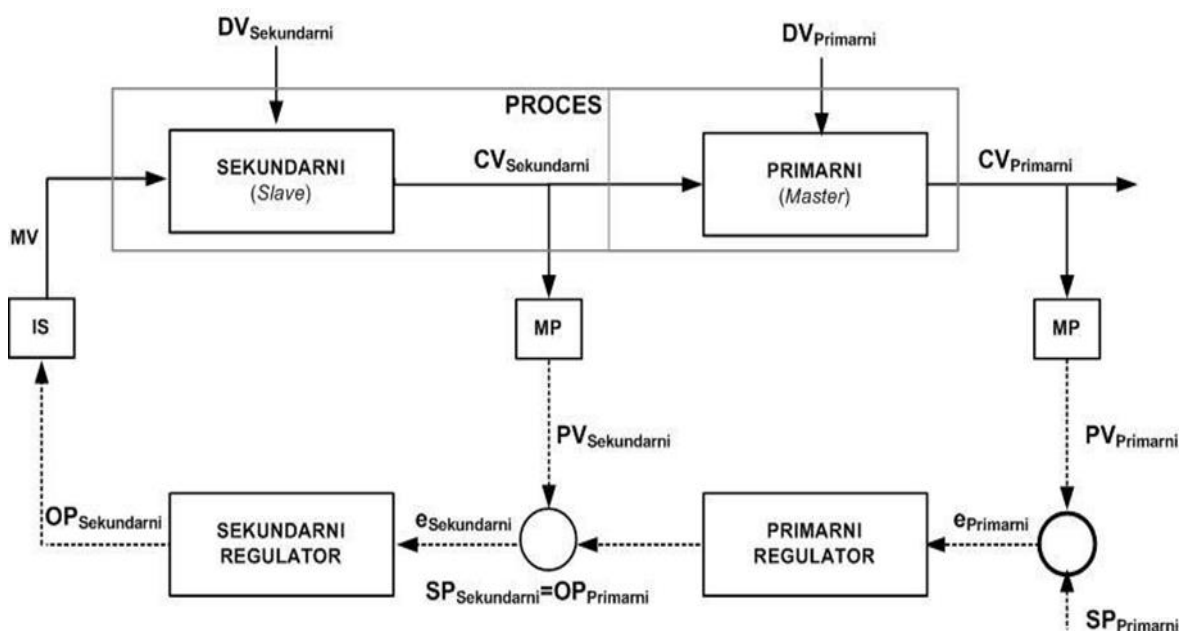 DVSekundarni
DVPrimarni
PROCES
SEKUNDARNI
(Slave)
CVSekundarni
PRIMARNI
(Master)
CVPrimarni
MV
IS
MP
MP
PVSekundarni
PVPrimarni
OPSekundarni
SEKUNDARNI
REGULATOR
eSekundarni
PRIMARNI
REGULATOR
ePrimarni
SPSekundarni=OPPrimarni
SPPrimarni